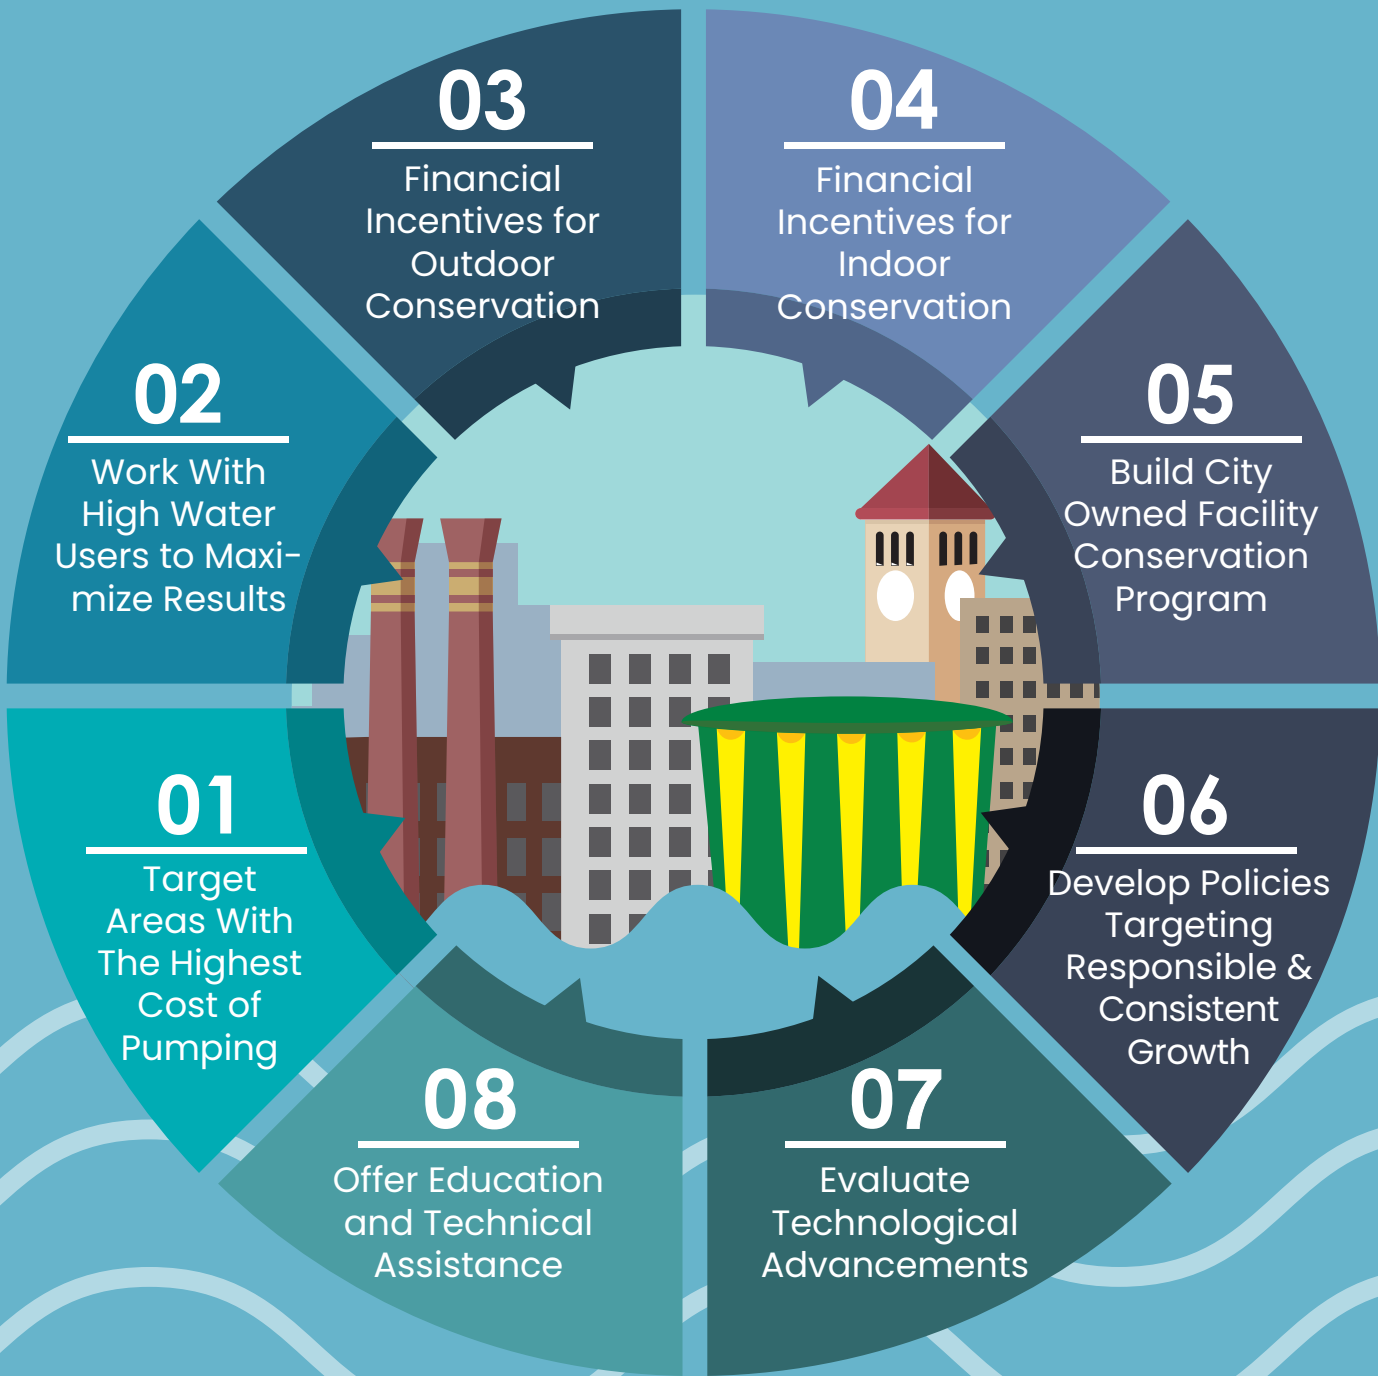 01
Target
Areas With
The Highest
Cost of
Pumping
02
Work With
High Water
Users to Maxi-
mize Results
03
Financial
Incentives for
Outdoor
Conservation
04
Financial
Incentives for
Indoor
Conservation
05
Build City
Owned Facility
Conservation
Program
06
Develop Policies
Targeting
Responsible &
Consistent
Growth
07
Evaluate
Technological
Advancements
08
Offer Education
and Technical
Assistance